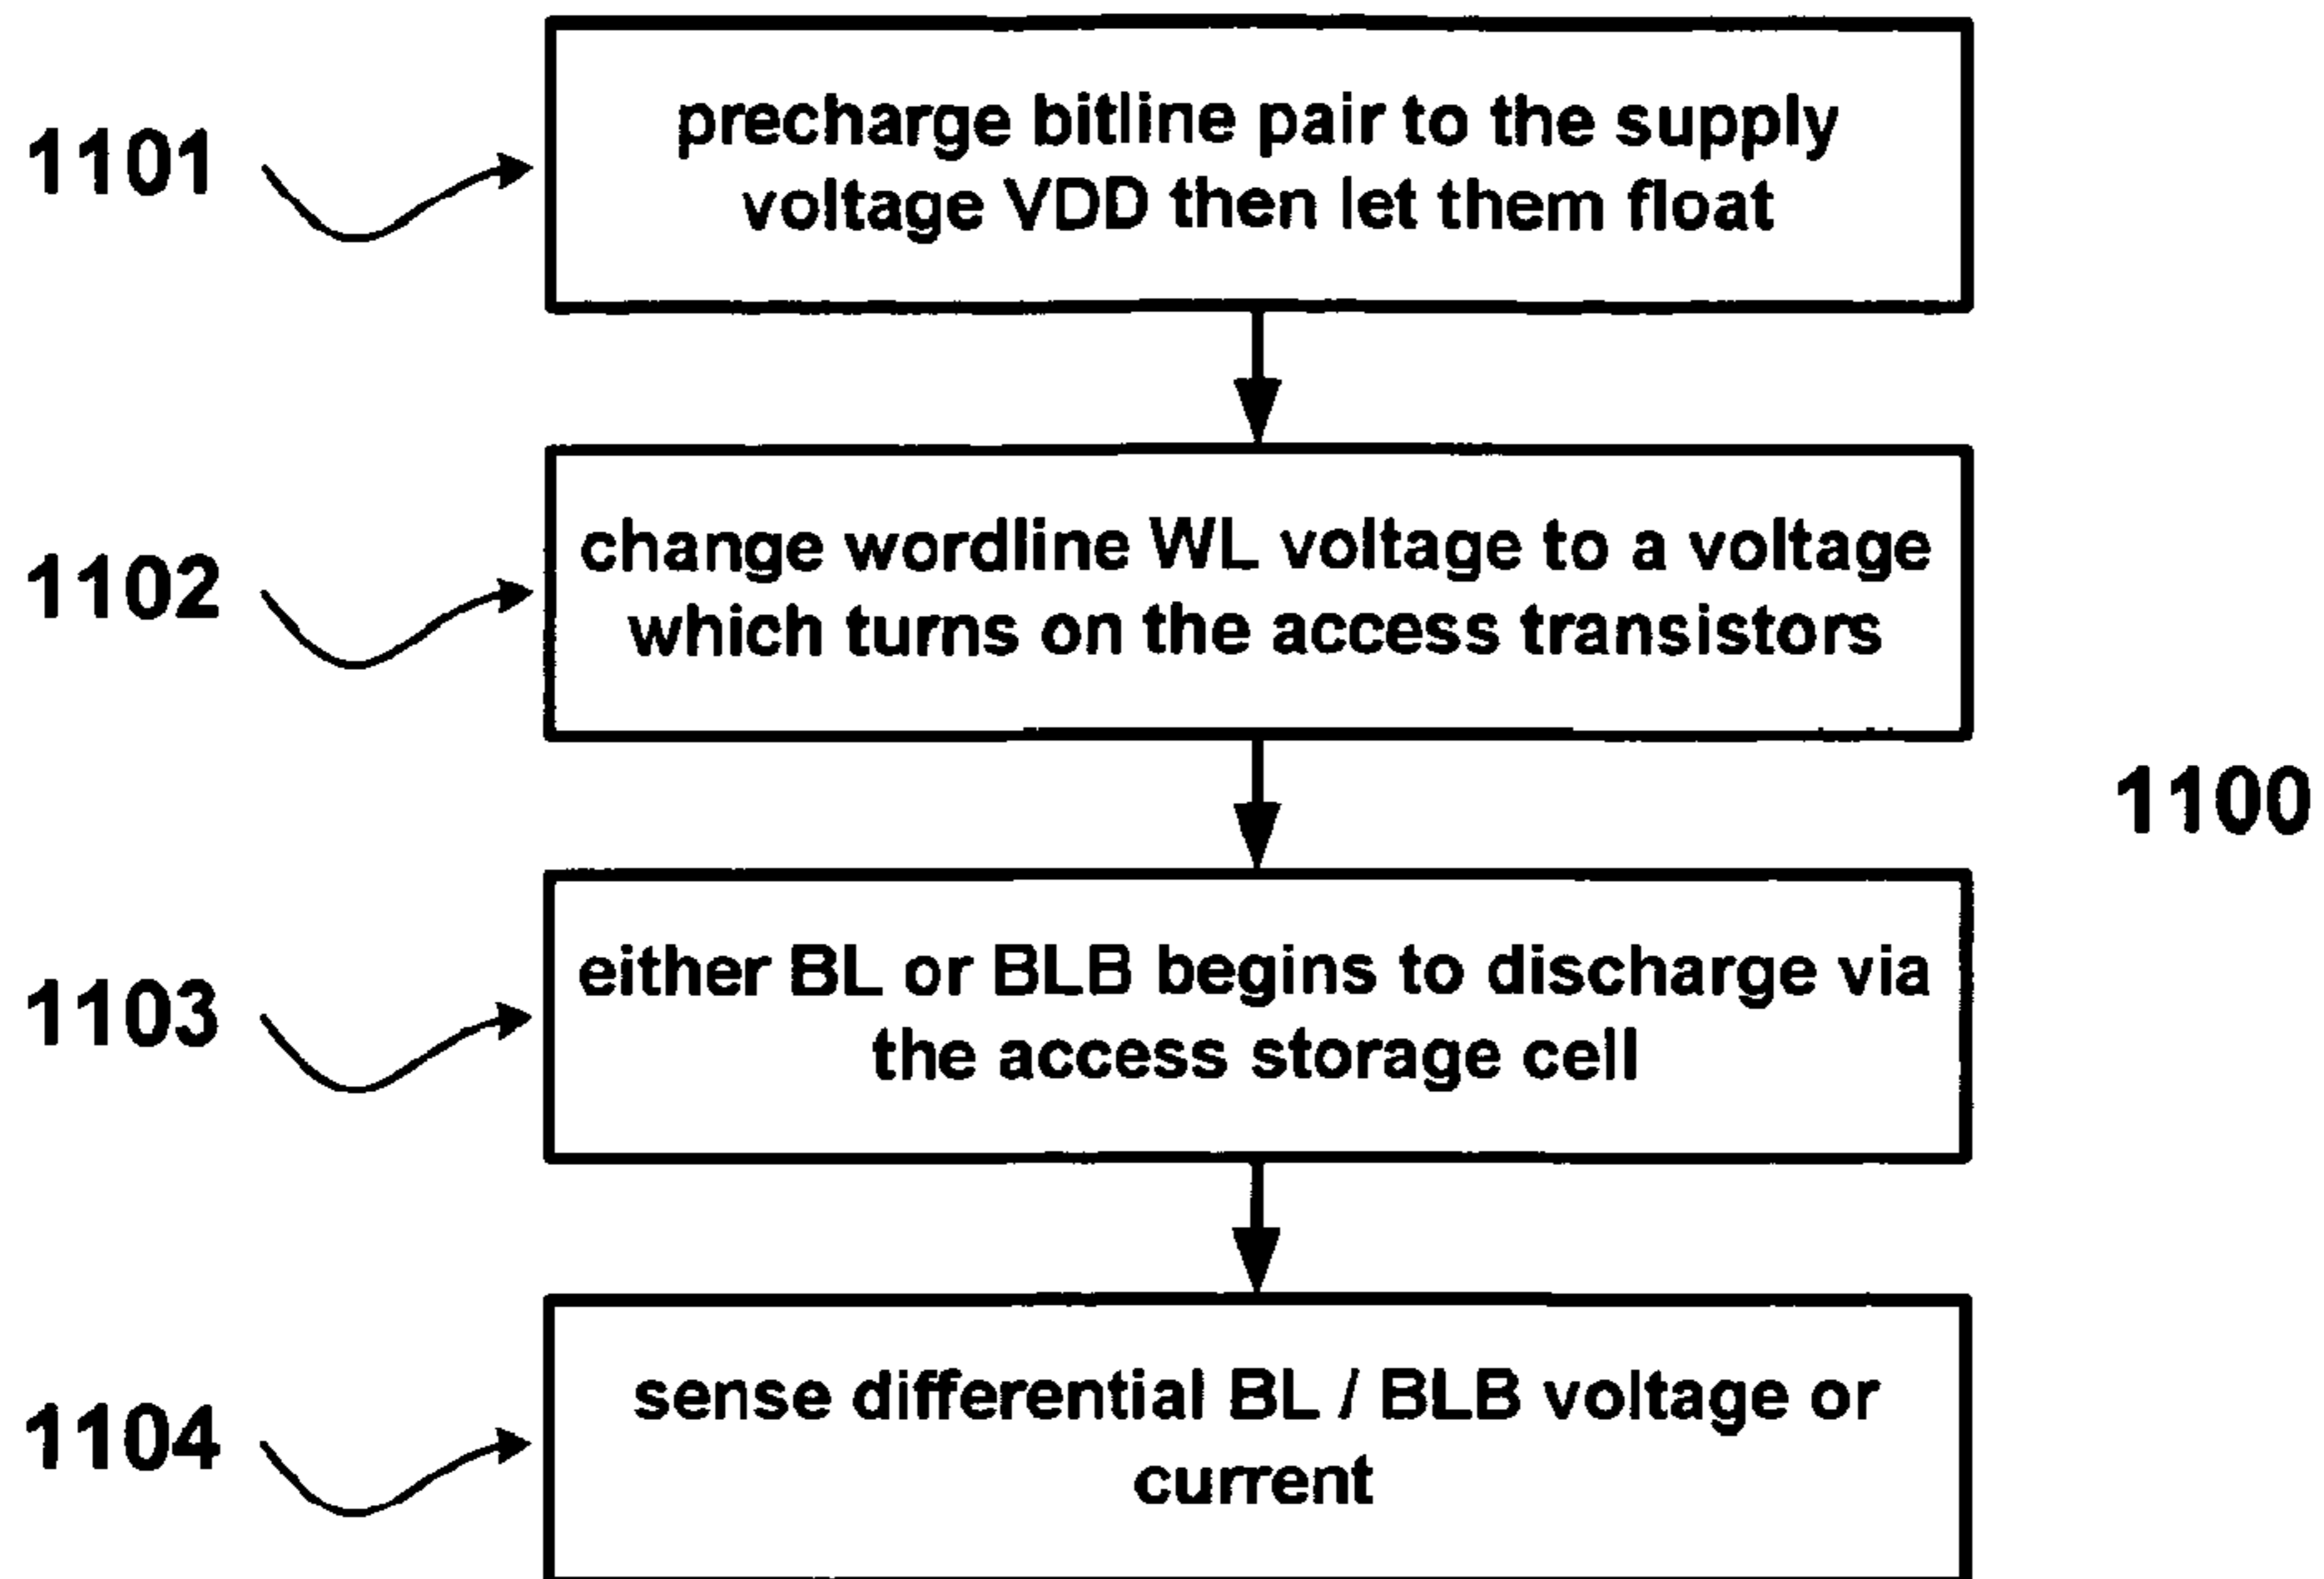 1101
precharge bitline pair to the supply
voltage VDD then let them float
1102
change wordline WL voltage to a voltage
which turns on the access transistors
1100
1103
either BL or BLB begins to discharge via
the access storage cell
1104
sense differential BL / BLB voltage or
current